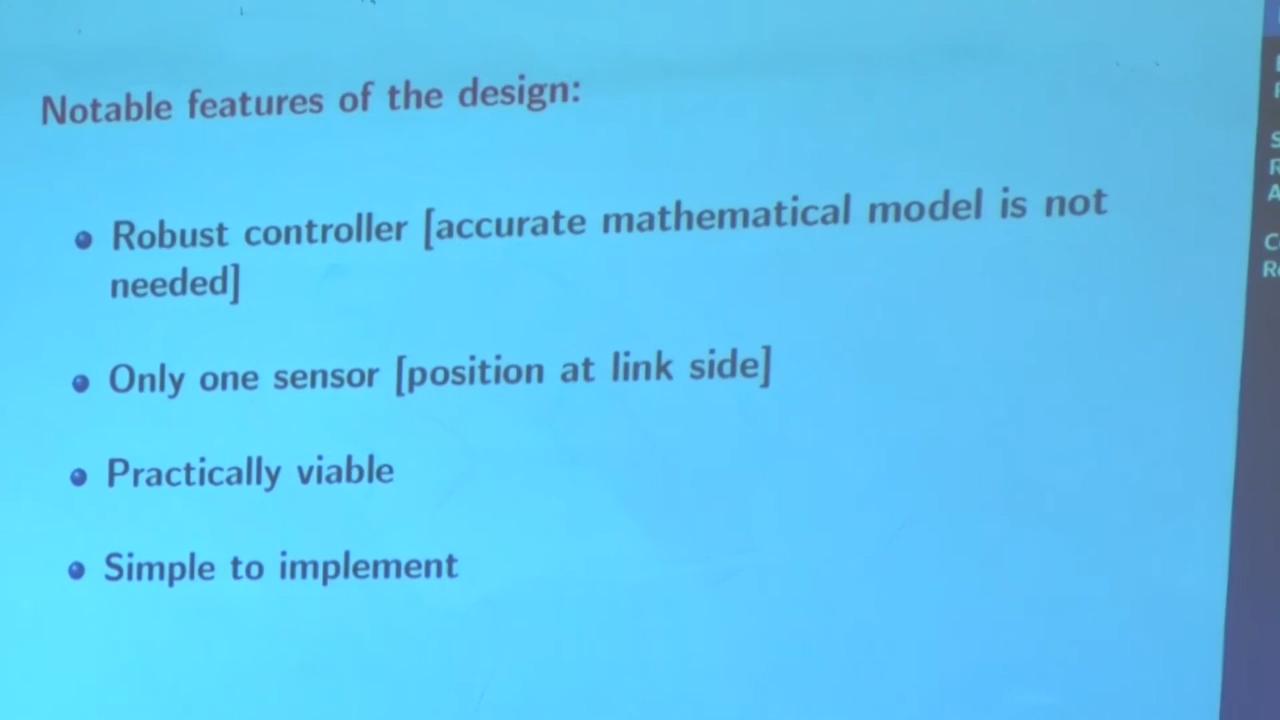 Notable features of the design:
Robust controller [accurate mathematical model is not
needed]
Only one sensor [position at link side]
Practically viable
Simple to implement